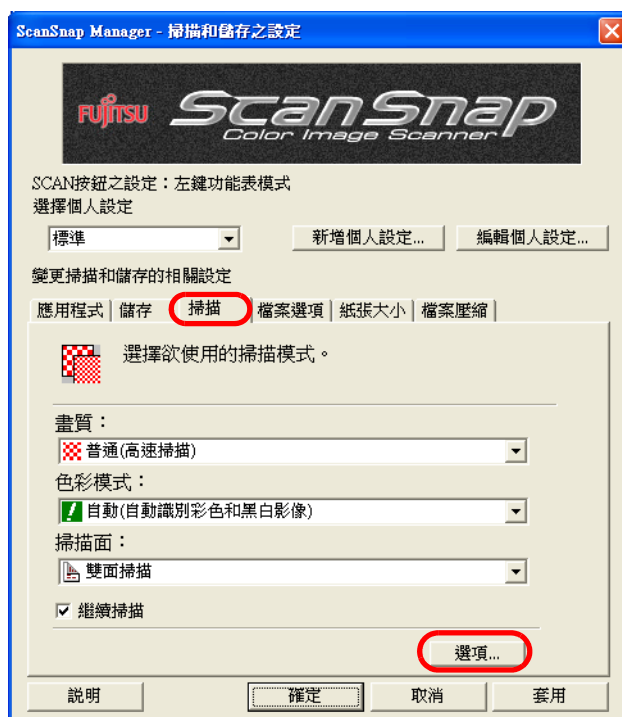 ScanSnap Manager - 掃描和儲存之設定
FUJITSU ScanSnap
Color Image Scanner
SCAN按鈕之設定：左鍵功能表模式
選擇個人設定
標準 新增個人設定... 編輯個人設定...
變更掃描和儲存的相關設定
應用程式 儲存 掃描 檔案選項 紙張大小 檔案壓縮
選擇欲使用的掃描模式。
畫質：
普通(高速掃描)
色彩模式：
自動(自動識別彩色和黑白影像)
掃描面：
雙面掃描
繼續掃描
選項...
說明 確定 取消 套用